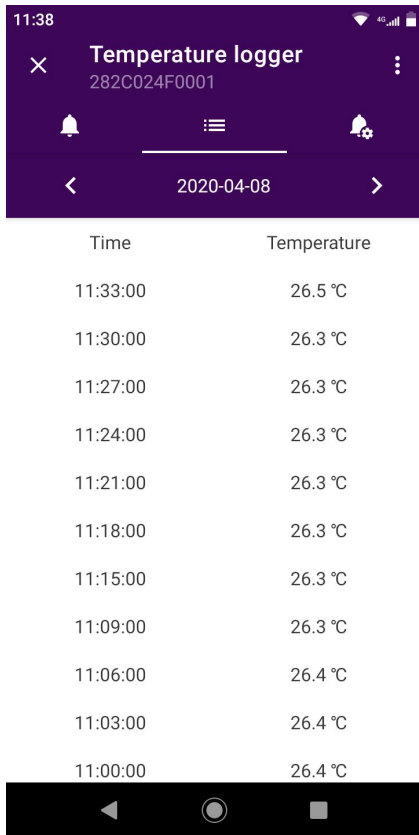 11:38 4G
Temperature logger
282C024F0001
2020-04-08
Time Temperature
11:33:00 26.5 ℃
11:30:00 26.3 ℃
11:27:00 26.3 ℃
11:24:00 26.3 ℃
11:21:00 26.3 ℃
11:18:00 26.3 ℃
11:15:00 26.3 ℃
11:09:00 26.3 ℃
11:06:00 26.4 ℃
11:03:00 26.4 ℃
11:00:00 26.4 ℃